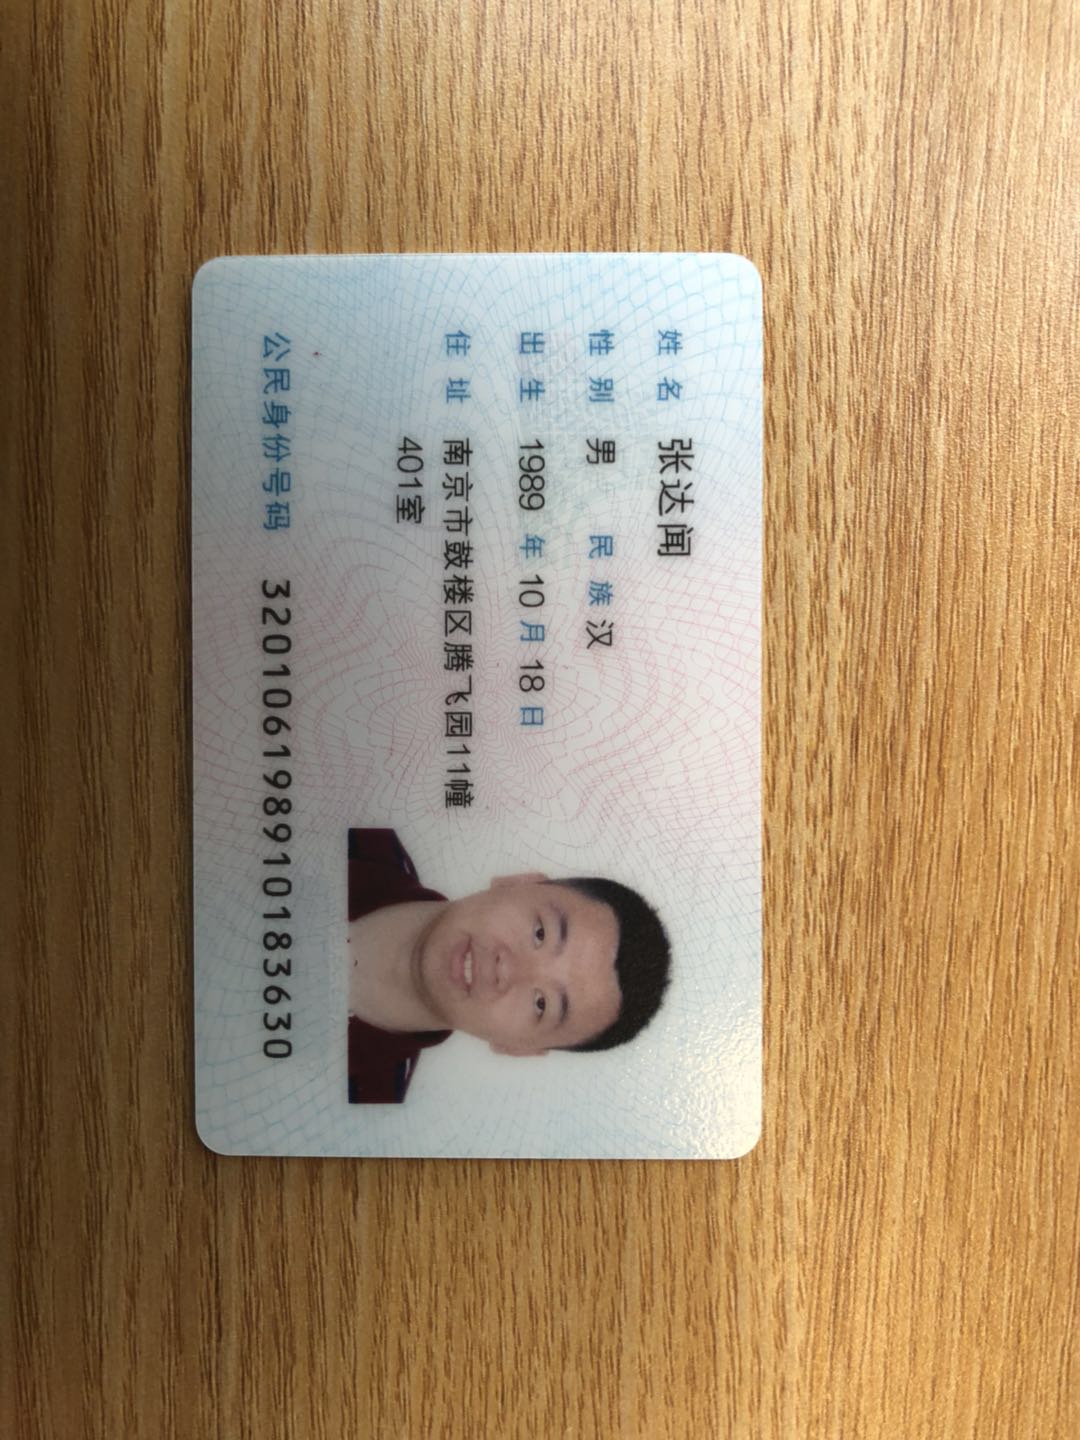 姓名 张达闻
性别 男 民族 汉
出生 1989 年 10 月 18 日
住址 南京市鼓楼区腾飞园11幢
401室
公民身份号码 320106198910183630